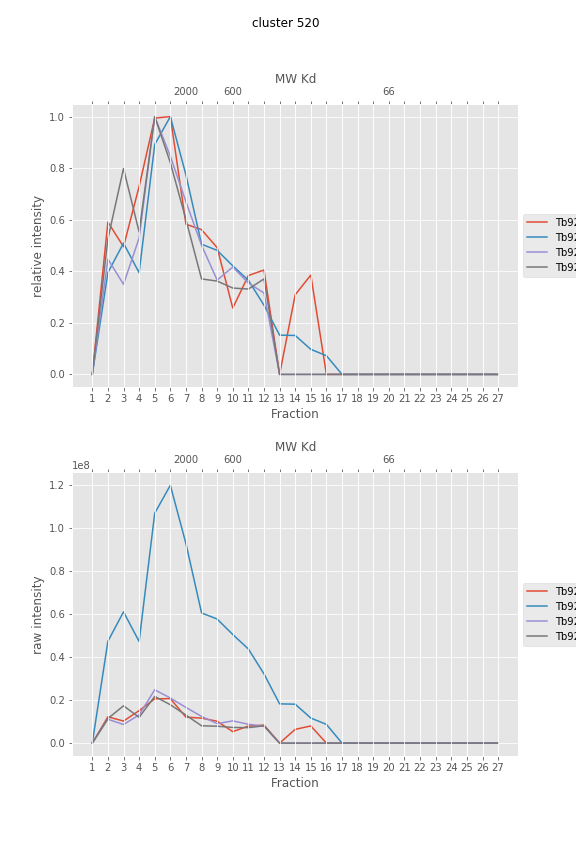 cluster 520
MW Kd
2000 600 66
1.0
0.8
0.6
0.4
0.2
0.0
relative intensity
Tb92
Tb92
Tb92
Tb92
1 2 3 4 5 6 7 8 9 10 11 12 13 14 15 16 17 18 19 20 21 22 23 24 25 26 27
Fraction
MW Kd
2000 600 66
1e8
1.2
1.0
0.8
0.6
0.4
0.2
0.0
raw intensity
Tb92
Tb92
Tb92
Tb92
1 2 3 4 5 6 7 8 9 10 11 12 13 14 15 16 17 18 19 20 21 22 23 24 25 26 27
Fraction